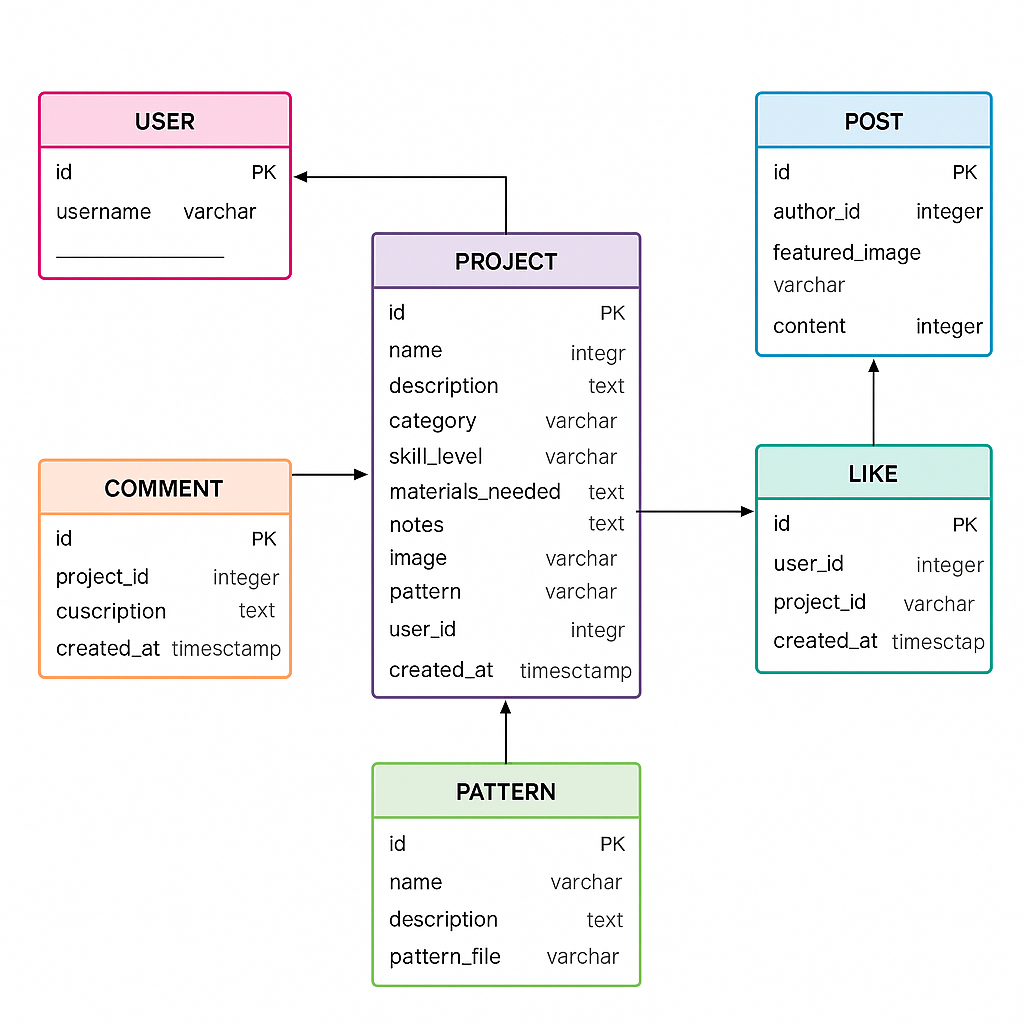 USER
id PK
username varchar
POST
id PK
author_id integer
featured_image
varchar
content integer
PROJECT
id PK
name integr
description text
category varchar
skill_level varchar
materials_needed text
notes text
image varchar
pattern varchar
user_id integr
created_at timesctamp
COMMENT
id PK
project_id integer
cuscription text
created_at timesctamp
LIKE
id PK
user_id integer
project_id varchar
created_at timesctap
PATTERN
id PK
name varchar
description text
pattern_file varchar